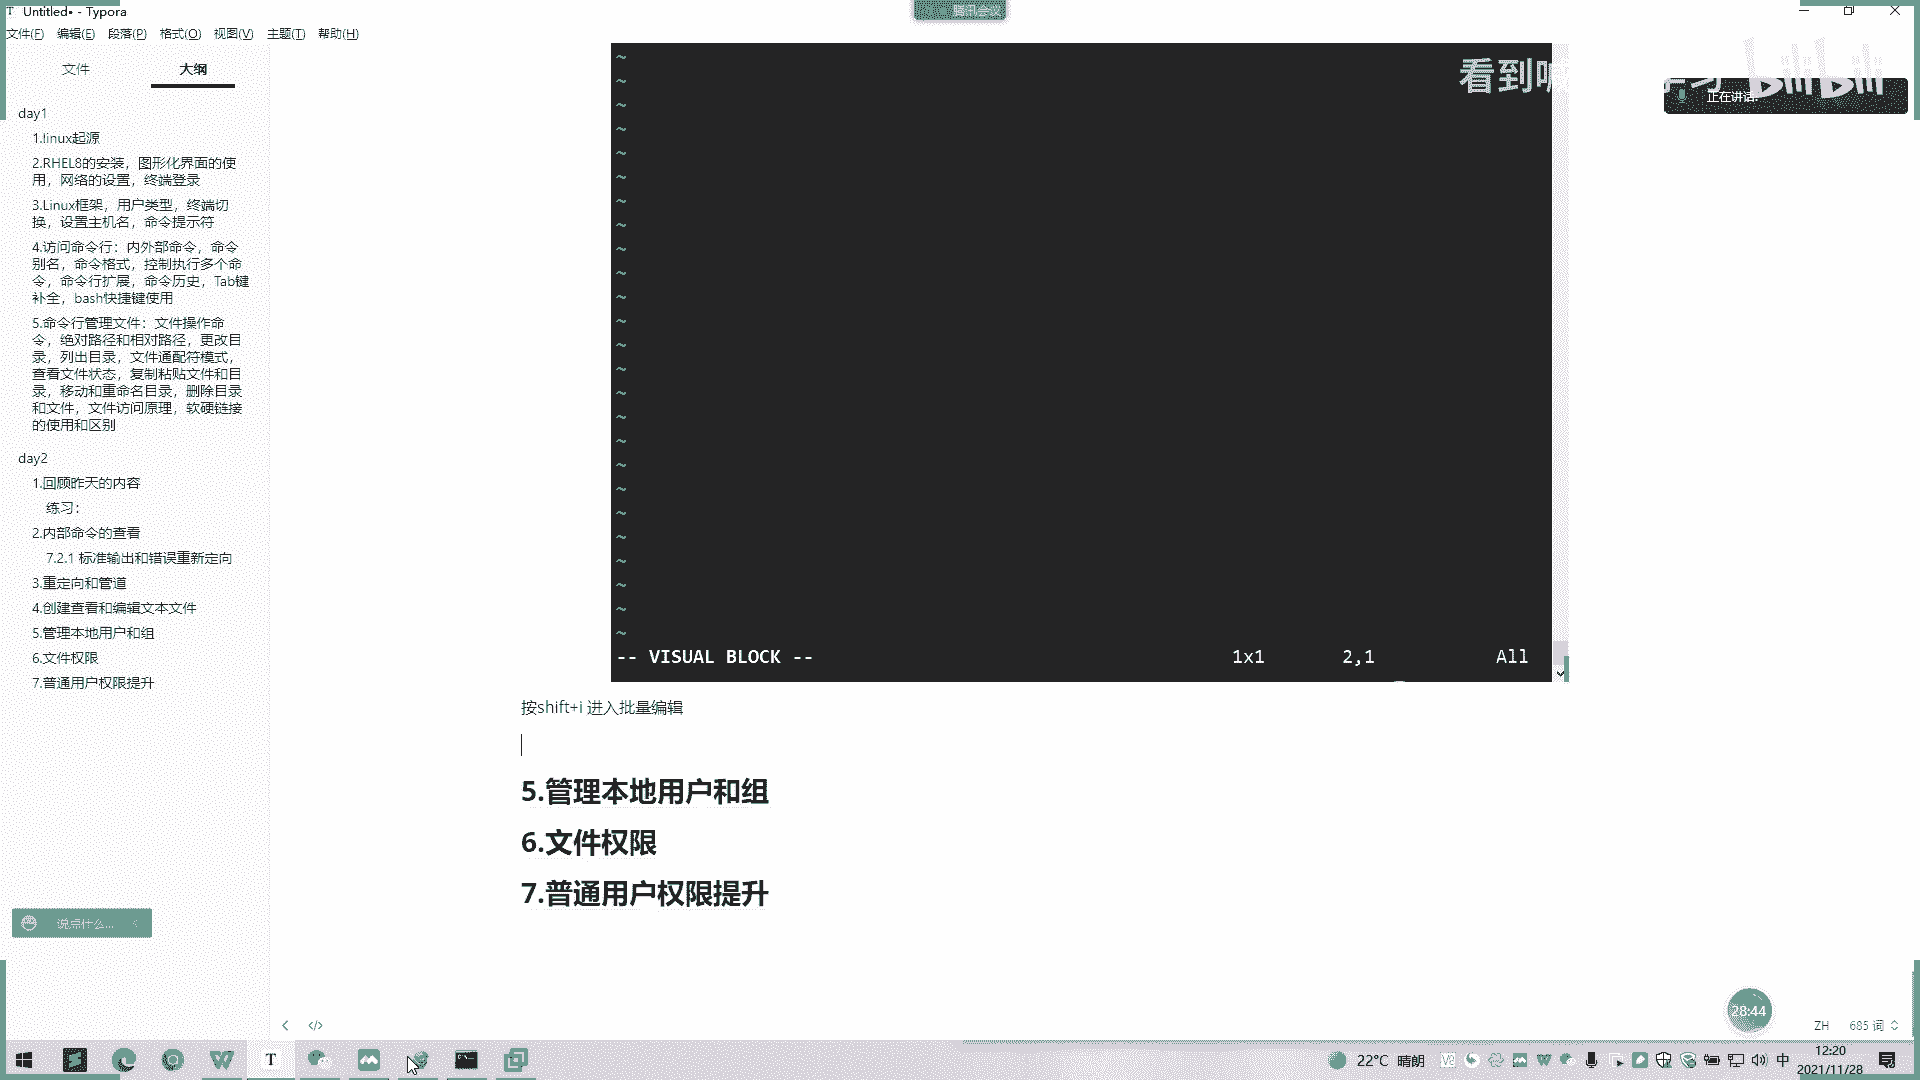 Untitled• - Typora
腾讯会议
文件(F) 编辑(E) 段落(P) 格式(O) 视图(V) 主题(T) 帮助(H)
文件 大纲
看到喊
学习 bilibili
正在讲话:
day1
1.linux起源
2.RHEL8的安装，图形化界面的使
用，网络的设置，终端登录
3.Linux框架，用户类型，终端切
换，设置主机名，命令提示符
4.访问命令行：内外部命令，命令
别名，命令格式，控制执行多个命
令，命令行扩展，命令历史，Tab键
补全，bash快捷键使用
5.命令行管理文件：文件操作命
令，绝对路径和相对路径，更改目
录，列出目录，文件通配符模式，
查看文件状态，复制粘贴文件和目
录，移动和重命名目录，删除目录
和文件，文件访问原理，软硬链接
的使用和区别
day2
1.回顾昨天的内容
练习：
2.内部命令的查看
7.2.1 标准输出和错误重新定向
3.重定向和管道
4.创建查看和编辑文本文件
5.管理本地用户和组
6.文件权限
7.普通用户权限提升
-- VISUAL BLOCK -- 1x1 2,1 All
按shift+i 进入批量编辑
5.管理本地用户和组
6.文件权限
7.普通用户权限提升
说点什么...
28:44
ZH 685 词
22°C 晴朗
中
12:20
2021/11/28